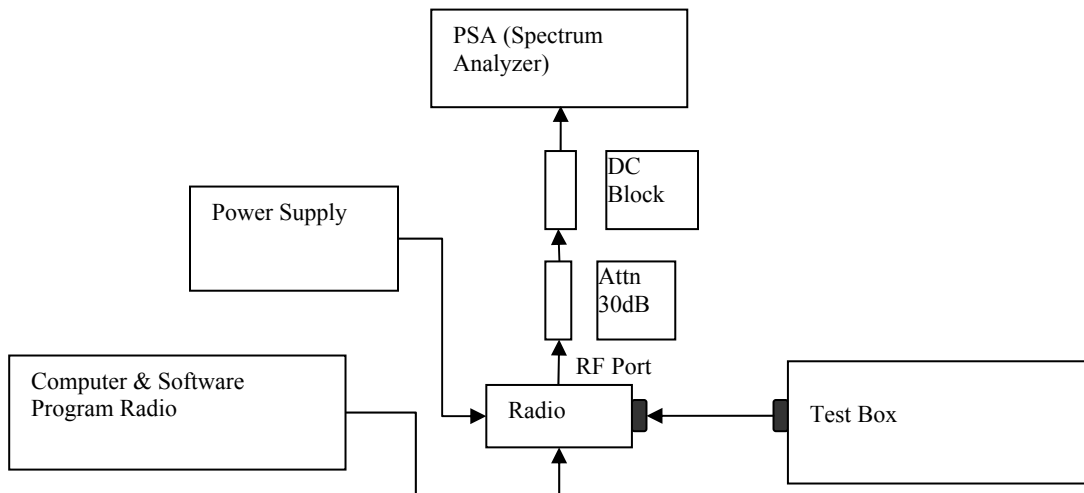 PSA (Spectrum
Analyzer)
DC
Block
Power Supply
Attn
30dB
RF Port
Computer & Software
Program Radio
Radio
Test Box